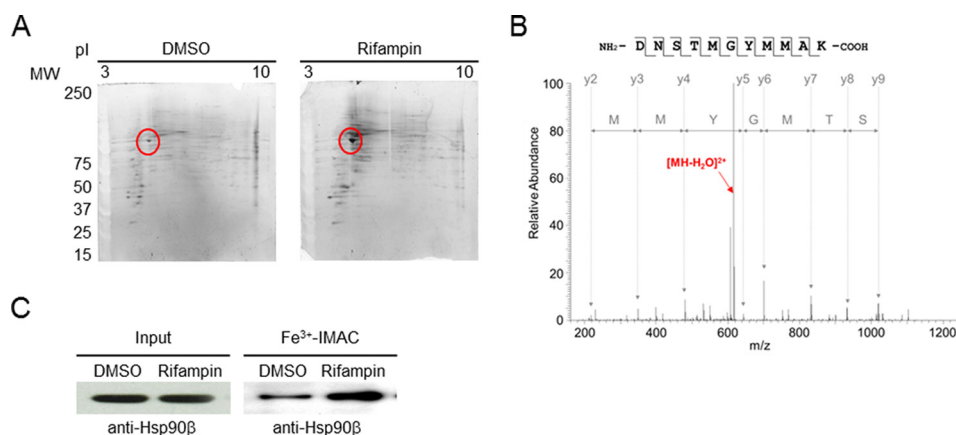 A
pI DMSO Rifampin
MW 3 10 3 10
250
75
50
37
25
15
B
NH₂- D N S T M G Y M M A K -COOH
y2 y3 y4 y5 y6 y7 y8 y9
100
M M Y G M T S
80
[MH-H₂O]²⁺
60
40
20
0
Relative Abundance
200 400 600 800 1000 1200
m/z
C
Input Fe³⁺-IMAC
DMSO Rifampin DMSO Rifampin
anti-Hsp90β anti-Hsp90β